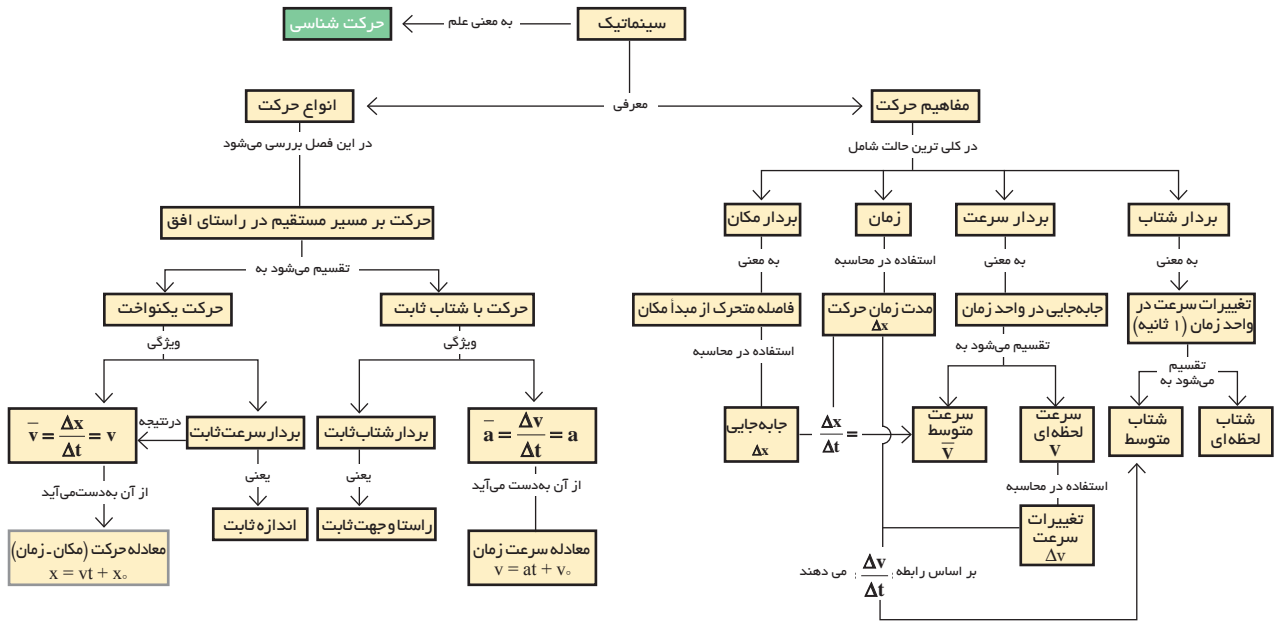 سینماتیک
به معنی علم
حرکت شناسی
معرفی
مفاهیم حرکت
در کلی ترین حالت شامل
بردار شتاب
به معنی
تغییرات سرعت در
واحد زمان (۱ ثانیه)
تقسیم
می‌شود به
شتاب
لحظه‌ای
شتاب
متوسط
بردار سرعت
به معنی
جابه‌جایی در واحد زمان
تقسیم می‌شود به
سرعت
لحظه‌ای
v
سرعت
متوسط
v̅
استفاده در محاسبه
تغییرات
سرعت
Δv
زمان
استفاده در محاسبه
مدت زمان حرکت
Δx
بردار مکان
به معنی
فاصله متحرک از مبدأ مکان
استفاده در محاسبه
جابه‌جایی
Δx
Δx/Δt =
بر اساس رابطه: Δv/Δt : می دهند
انواع حرکت
در این فصل بررسی می‌شود
حرکت بر مسیر مستقیم در راستای افق
تقسیم می‌شود به
حرکت با شتاب ثابت
ویژگی
a̅ = Δv/Δt = a
از آن به‌دست می‌آید
معادله سرعت زمان
v = at + v۰
بردار شتاب ثابت
یعنی
راستا و جهت ثابت
حرکت یکنواخت
ویژگی
بردار سرعت ثابت
یعنی
اندازه ثابت
درنتیجه
v̅ = Δx/Δt = v
از آن به‌دست‌می‌آید
معادله حرکت (مکان ـ زمان)
x = vt + x۰